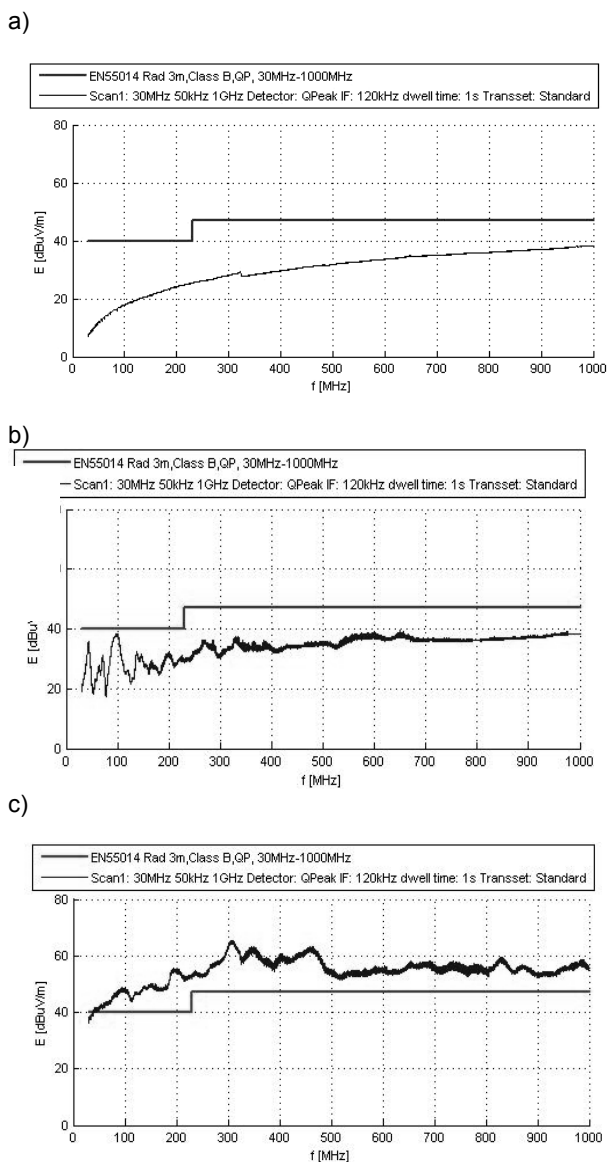 a)
EN55014 Rad 3m,Class B,QP, 30MHz-1000MHz
Scan1: 30MHz 50kHz 1GHz Detector: QPeak IF: 120kHz dwell time: 1s Transset: Standard
80
60
40
20
0
E [dBuV/m]
0 100 200 300 400 500 600 700 800 900 1000
f [MHz]
b)
EN55014 Rad 3m,Class B,QP, 30MHz-1000MHz
Scan1: 30MHz 50kHz 1GHz Detector: QPeak IF: 120kHz dwell time: 1s Transset: Standard
40
20
0
E [dBu
0 100 200 300 400 500 600 700 800 900 1000
f [MHz]
c)
EN55014 Rad 3m,Class B,QP, 30MHz-1000MHz
Scan1: 30MHz 50kHz 1GHz Detector: QPeak IF: 120kHz dwell time: 1s Transset: Standard
80
60
40
20
0
E [dBuV/m]
0 100 200 300 400 500 600 700 800 900 1000
f [MHz]